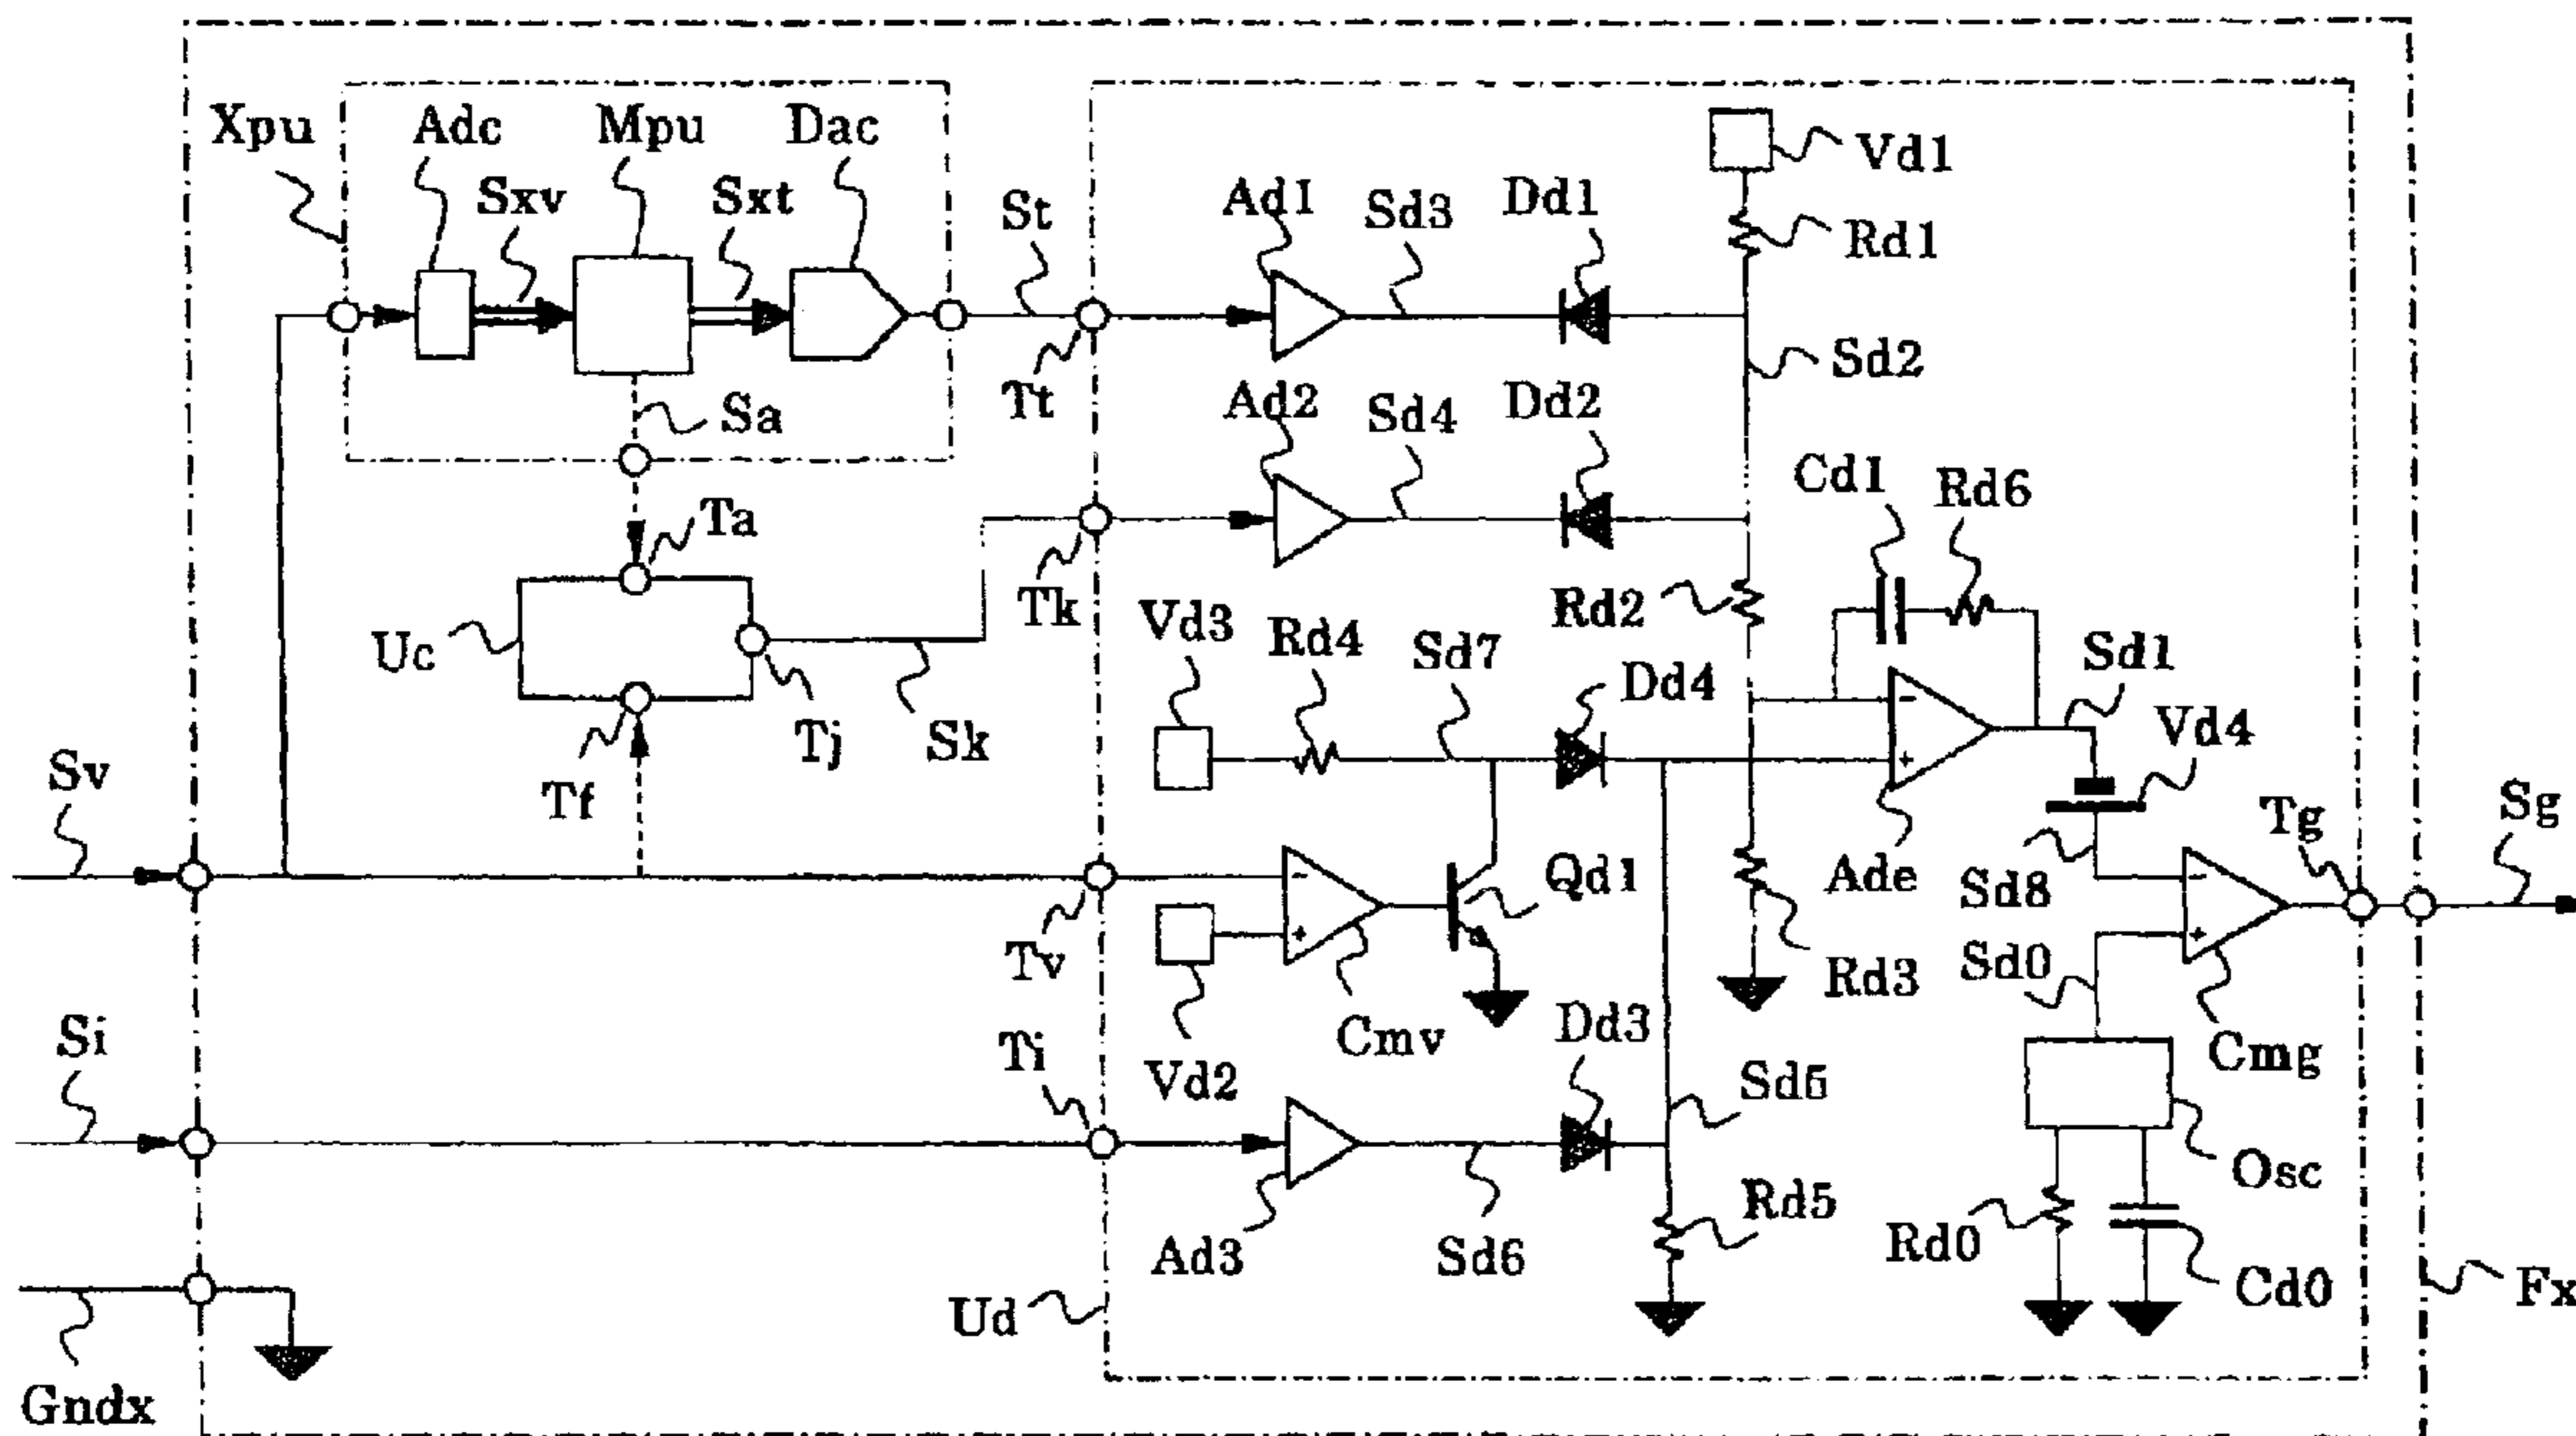 Xpu Adc Mpu Dac
Vd1
Sxv Sxt St Ad1 Sd3 Dd1
Rd1
Sd2
Tt Ad2 Sd4 Dd2
Sa
Cd1 Rd6
Ta
Tk Vd3 Rd4 Sd7 Rd2
Uc Dd4 Sd1
Tj Sk Vd4
Sv Tf Tg Sg
Ade Sd8
Qd1
Tv Rd3 Sd0
Si Ti Vd2 Cmv Dd3 Sd5 Cmg
Osc
Ad3 Sd6 Rd5 Rd0 Cd0
Ud Fx
Gndx